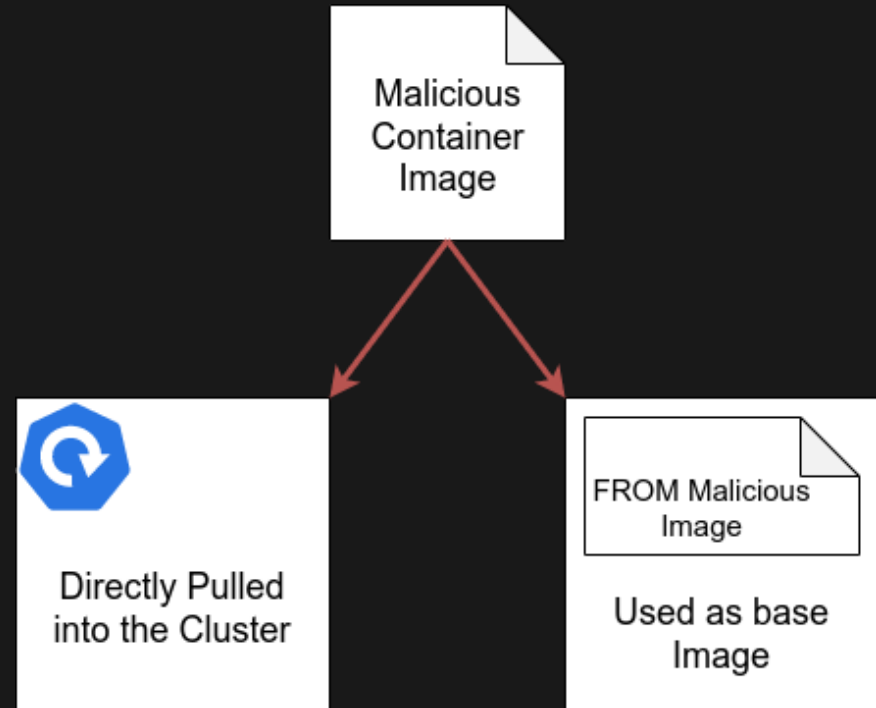 Malicious
Container
Image
Directly Pulled
into the Cluster
FROM Malicious
Image
Used as base
Image